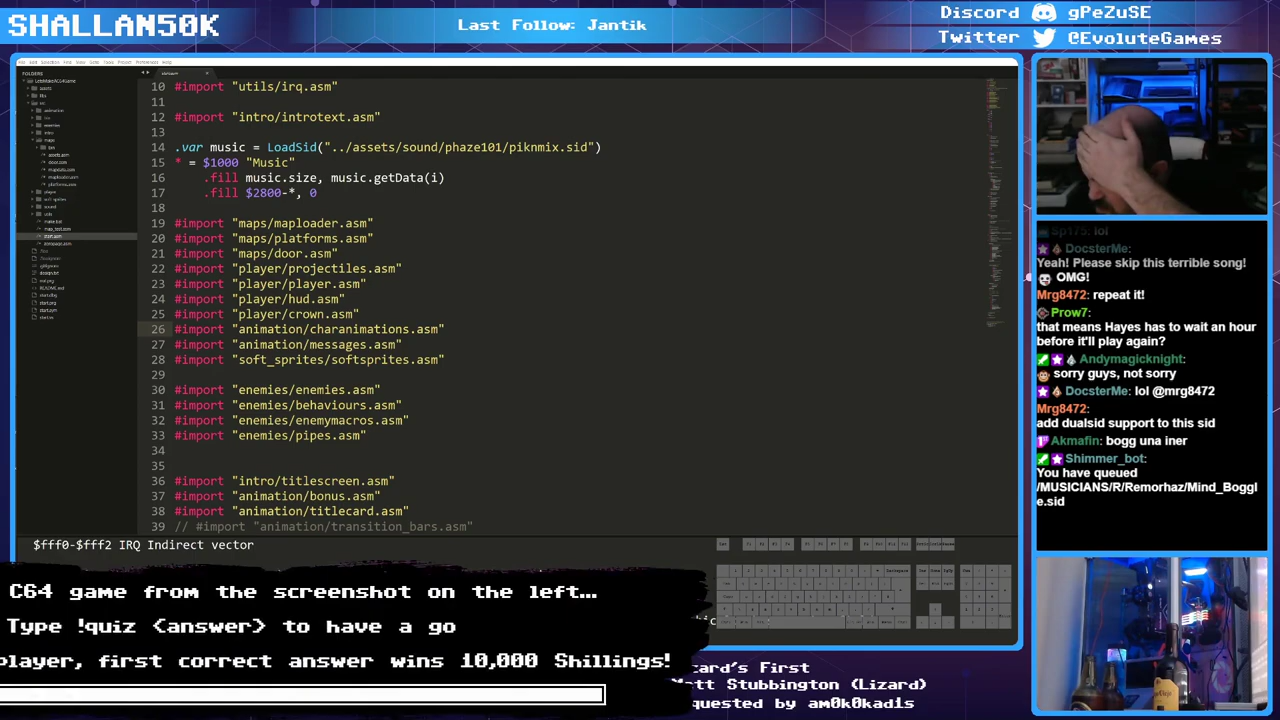 SHALLAN50K
Last Follow: Jantik
Discord gPeZuSE
Twitter @EvoluteGames
FOLDERS
10 #import "utils/irq.asm"
11
12 #import "intro/introtext.asm"
13
14 .var music = LoadSid("../assets/sound/phaze101/piknmix.sid")
15 * = $1000 "Music"
16 .fill music.size, music.getData(i)
17 .fill $2800-*, 0
18
19 #import "maps/maploader.asm"
20 #import "maps/platforms.asm"
21 #import "maps/door.asm"
22 #import "player/projectiles.asm"
23 #import "player/player.asm"
24 #import "player/hud.asm"
25 #import "player/crown.asm"
26 #import "animation/charanimations.asm"
27 #import "animation/messages.asm"
28 #import "soft_sprites/softsprites.asm"
29
30 #import "enemies/enemies.asm"
31 #import "enemies/behaviours.asm"
32 #import "enemies/enemymacros.asm"
33 #import "enemies/pipes.asm"
34
35
36 #import "intro/titlescreen.asm"
37 #import "animation/bonus.asm"
38 #import "animation/titlecard.asm"
39 // #import "animation/transition_bars.asm"
$fff0-$fff2 IRQ Indirect vector
Sp175: lol
DocsterMe:
Yeah! Please skip this terrible song!
OMG!
Mrg8472: repeat it!
Prow7:
that means Hayes has to wait an hour
before it'll play again?
Andymagicknight:
sorry guys, not sorry
DocsterMe: lol @mrg8472
Mrg8472:
add dualsid support to this sid
Akmafin: bogg una iner
Shimmer_bot:
You have queued
/MUSICIANS/R/Remorhaz/Mind_Boggl
e.sid
C64 game from the screenshot on the left...
Type !quiz <answer> to have a go
player, first correct answer wins 10,000 Shillings!
zard's First
Matt Stubbington (Lizard)
equested by am0k0kad1s